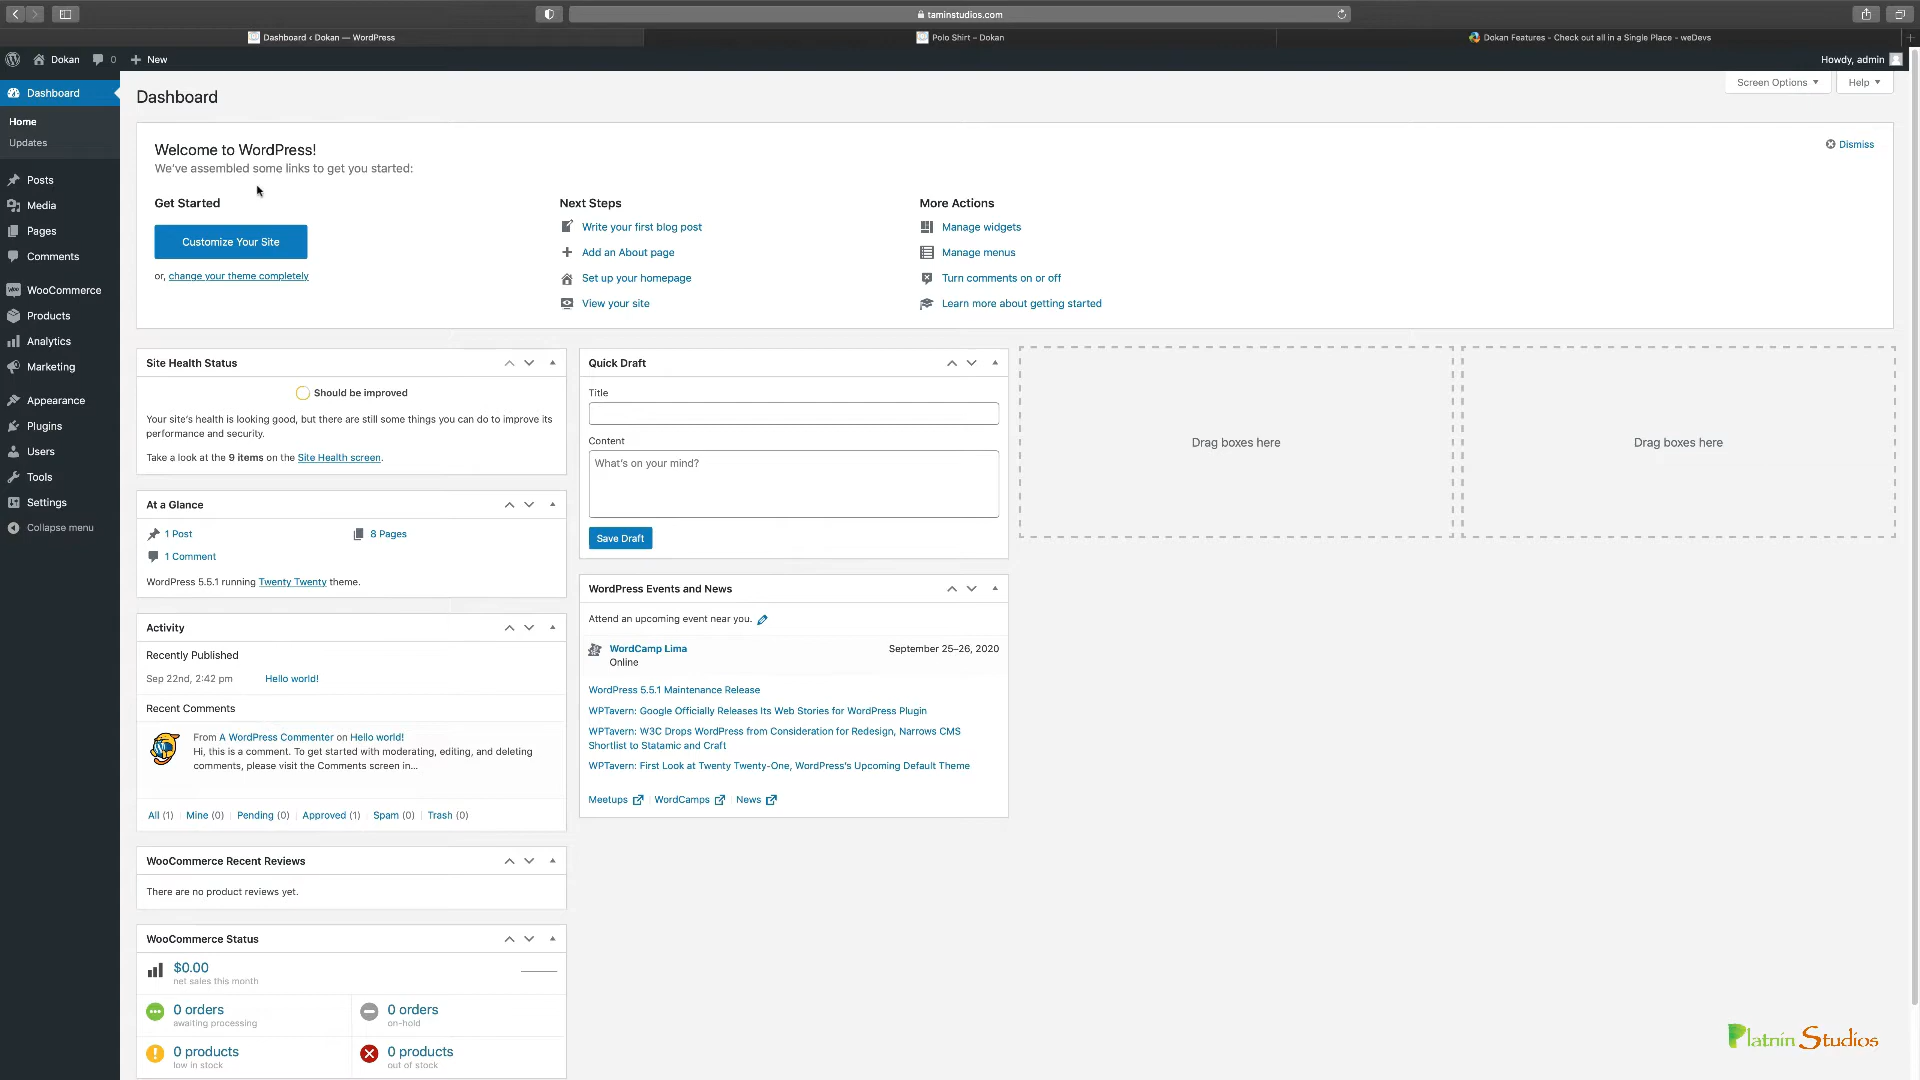 taminstudios.com
Dashboard ‹ Dokan — WordPress
Polo Shirt – Dokan
Dokan Features - Check out all in a Single Place - weDevs
Dokan
0
New
Howdy, admin
Dashboard
Home
Updates
Posts
Media
Pages
Comments
WooCommerce
Products
Analytics
Marketing
Appearance
Plugins
Users
Tools
Settings
Collapse menu
Dashboard
Screen Options
Help
Welcome to WordPress!
We've assembled some links to get you started:
Dismiss
Get Started
Customize Your Site
or, change your theme completely
Next Steps
Write your first blog post
Add an About page
Set up your homepage
View your site
More Actions
Manage widgets
Manage menus
Turn comments on or off
Learn more about getting started
Site Health Status
Should be improved
Your site's health is looking good, but there are still some things you can do to improve its
performance and security.
Take a look at the 9 items on the Site Health screen.
At a Glance
1 Post
8 Pages
1 Comment
WordPress 5.5.1 running Twenty Twenty theme.
Activity
Recently Published
Sep 22nd, 2:42 pm Hello world!
Recent Comments
From A WordPress Commenter on Hello world!
Hi, this is a comment. To get started with moderating, editing, and deleting
comments, please visit the Comments screen in...
All (1) | Mine (0) | Pending (0) | Approved (1) | Spam (0) | Trash (0)
WooCommerce Recent Reviews
There are no product reviews yet.
WooCommerce Status
$0.00
net sales this month
0 orders
awaiting processing
0 orders
on-hold
0 products
low in stock
0 products
out of stock
Quick Draft
Title
Content
What's on your mind?
Save Draft
WordPress Events and News
Attend an upcoming event near you.
WordCamp Lima
September 25–26, 2020
Online
WordPress 5.5.1 Maintenance Release
WPTavern: Google Officially Releases Its Web Stories for WordPress Plugin
WPTavern: W3C Drops WordPress from Consideration for Redesign, Narrows CMS
Shortlist to Statamic and Craft
WPTavern: First Look at Twenty Twenty-One, WordPress's Upcoming Default Theme
Meetups | WordCamps | News
Drag boxes here
Drag boxes here
Platnin Studios